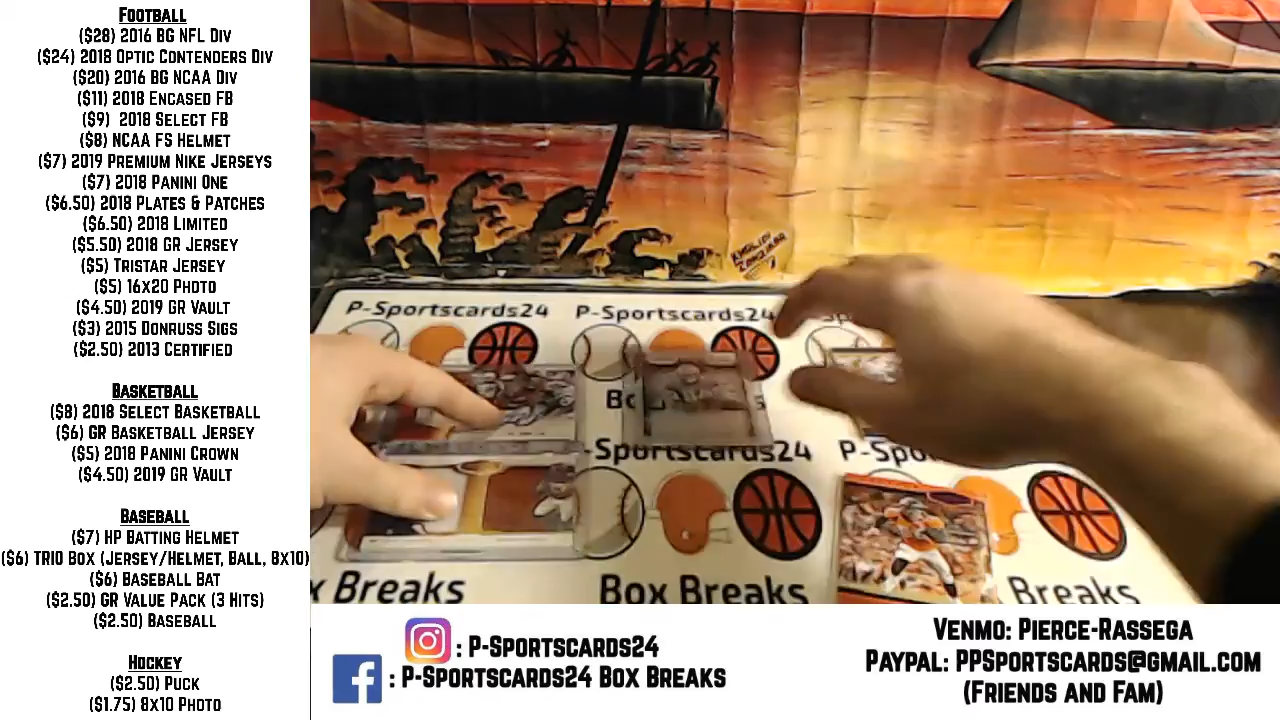 Football
($28) 2016 BG NFL Div
($24) 2018 Optic Contenders Div
($20) 2016 BG NCAA Div
($11) 2018 Encased FB
($9) 2018 Select FB
($8) NCAA FS Helmet
($7) 2019 Premium Nike Jerseys
($7) 2018 Panini One
($6.50) 2018 Plates & Patches
($6.50) 2018 Limited
($5.50) 2018 GR Jersey
($5) Tristar Jersey
($5) 16x20 Photo
($4.50) 2019 GR Vault
($3) 2015 Donruss Sigs
($2.50) 2013 Certified
Basketball
($8) 2018 Select Basketball
($6) GR Basketball Jersey
($5) 2018 Panini Crown
($4.50) 2019 GR Vault
Baseball
($7) HP Batting Helmet
($6) Trio Box (Jersey/Helmet, Ball, 8x10)
($6) Baseball Bat
($2.50) GR Value Pack (3 Hits)
($2.50) Baseball
Hockey
($2.50) Puck
($1.75) 8x10 Photo
P-Sportscards24 P-Sportscards24
-Sportscards24 P-Spo
x Breaks Box Breaks Breaks
: P-Sportscards24
: P-Sportscards24 Box Breaks
Venmo: Pierce-Rassega
Paypal: PPSportscards@gmail.com
(Friends and Fam)